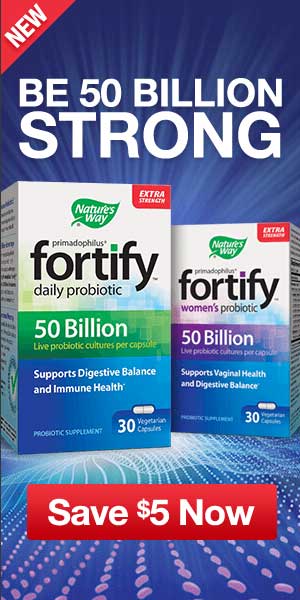 NEW
BE 50 BILLION
STRONG
Nature's
Way
EXTRA
STRENGTH
primadophilus®
fortify™
daily probiotic
50 Billion
Live probiotic cultures per capsule
Supports Digestive Balance
and Immune Health*
PROBIOTIC SUPPLEMENT
30 Vegetarian
Capsules
Nature's
Way
EXTRA
STRENGTH
primadophilus®
fortify™
women's probiotic
50 Billion
Live probiotic cultures per capsule
Supports Vaginal Health
and Digestive Balance*
PROBIOTIC SUPPLEMENT
30 Vegetarian
Capsules
Save $5 Now